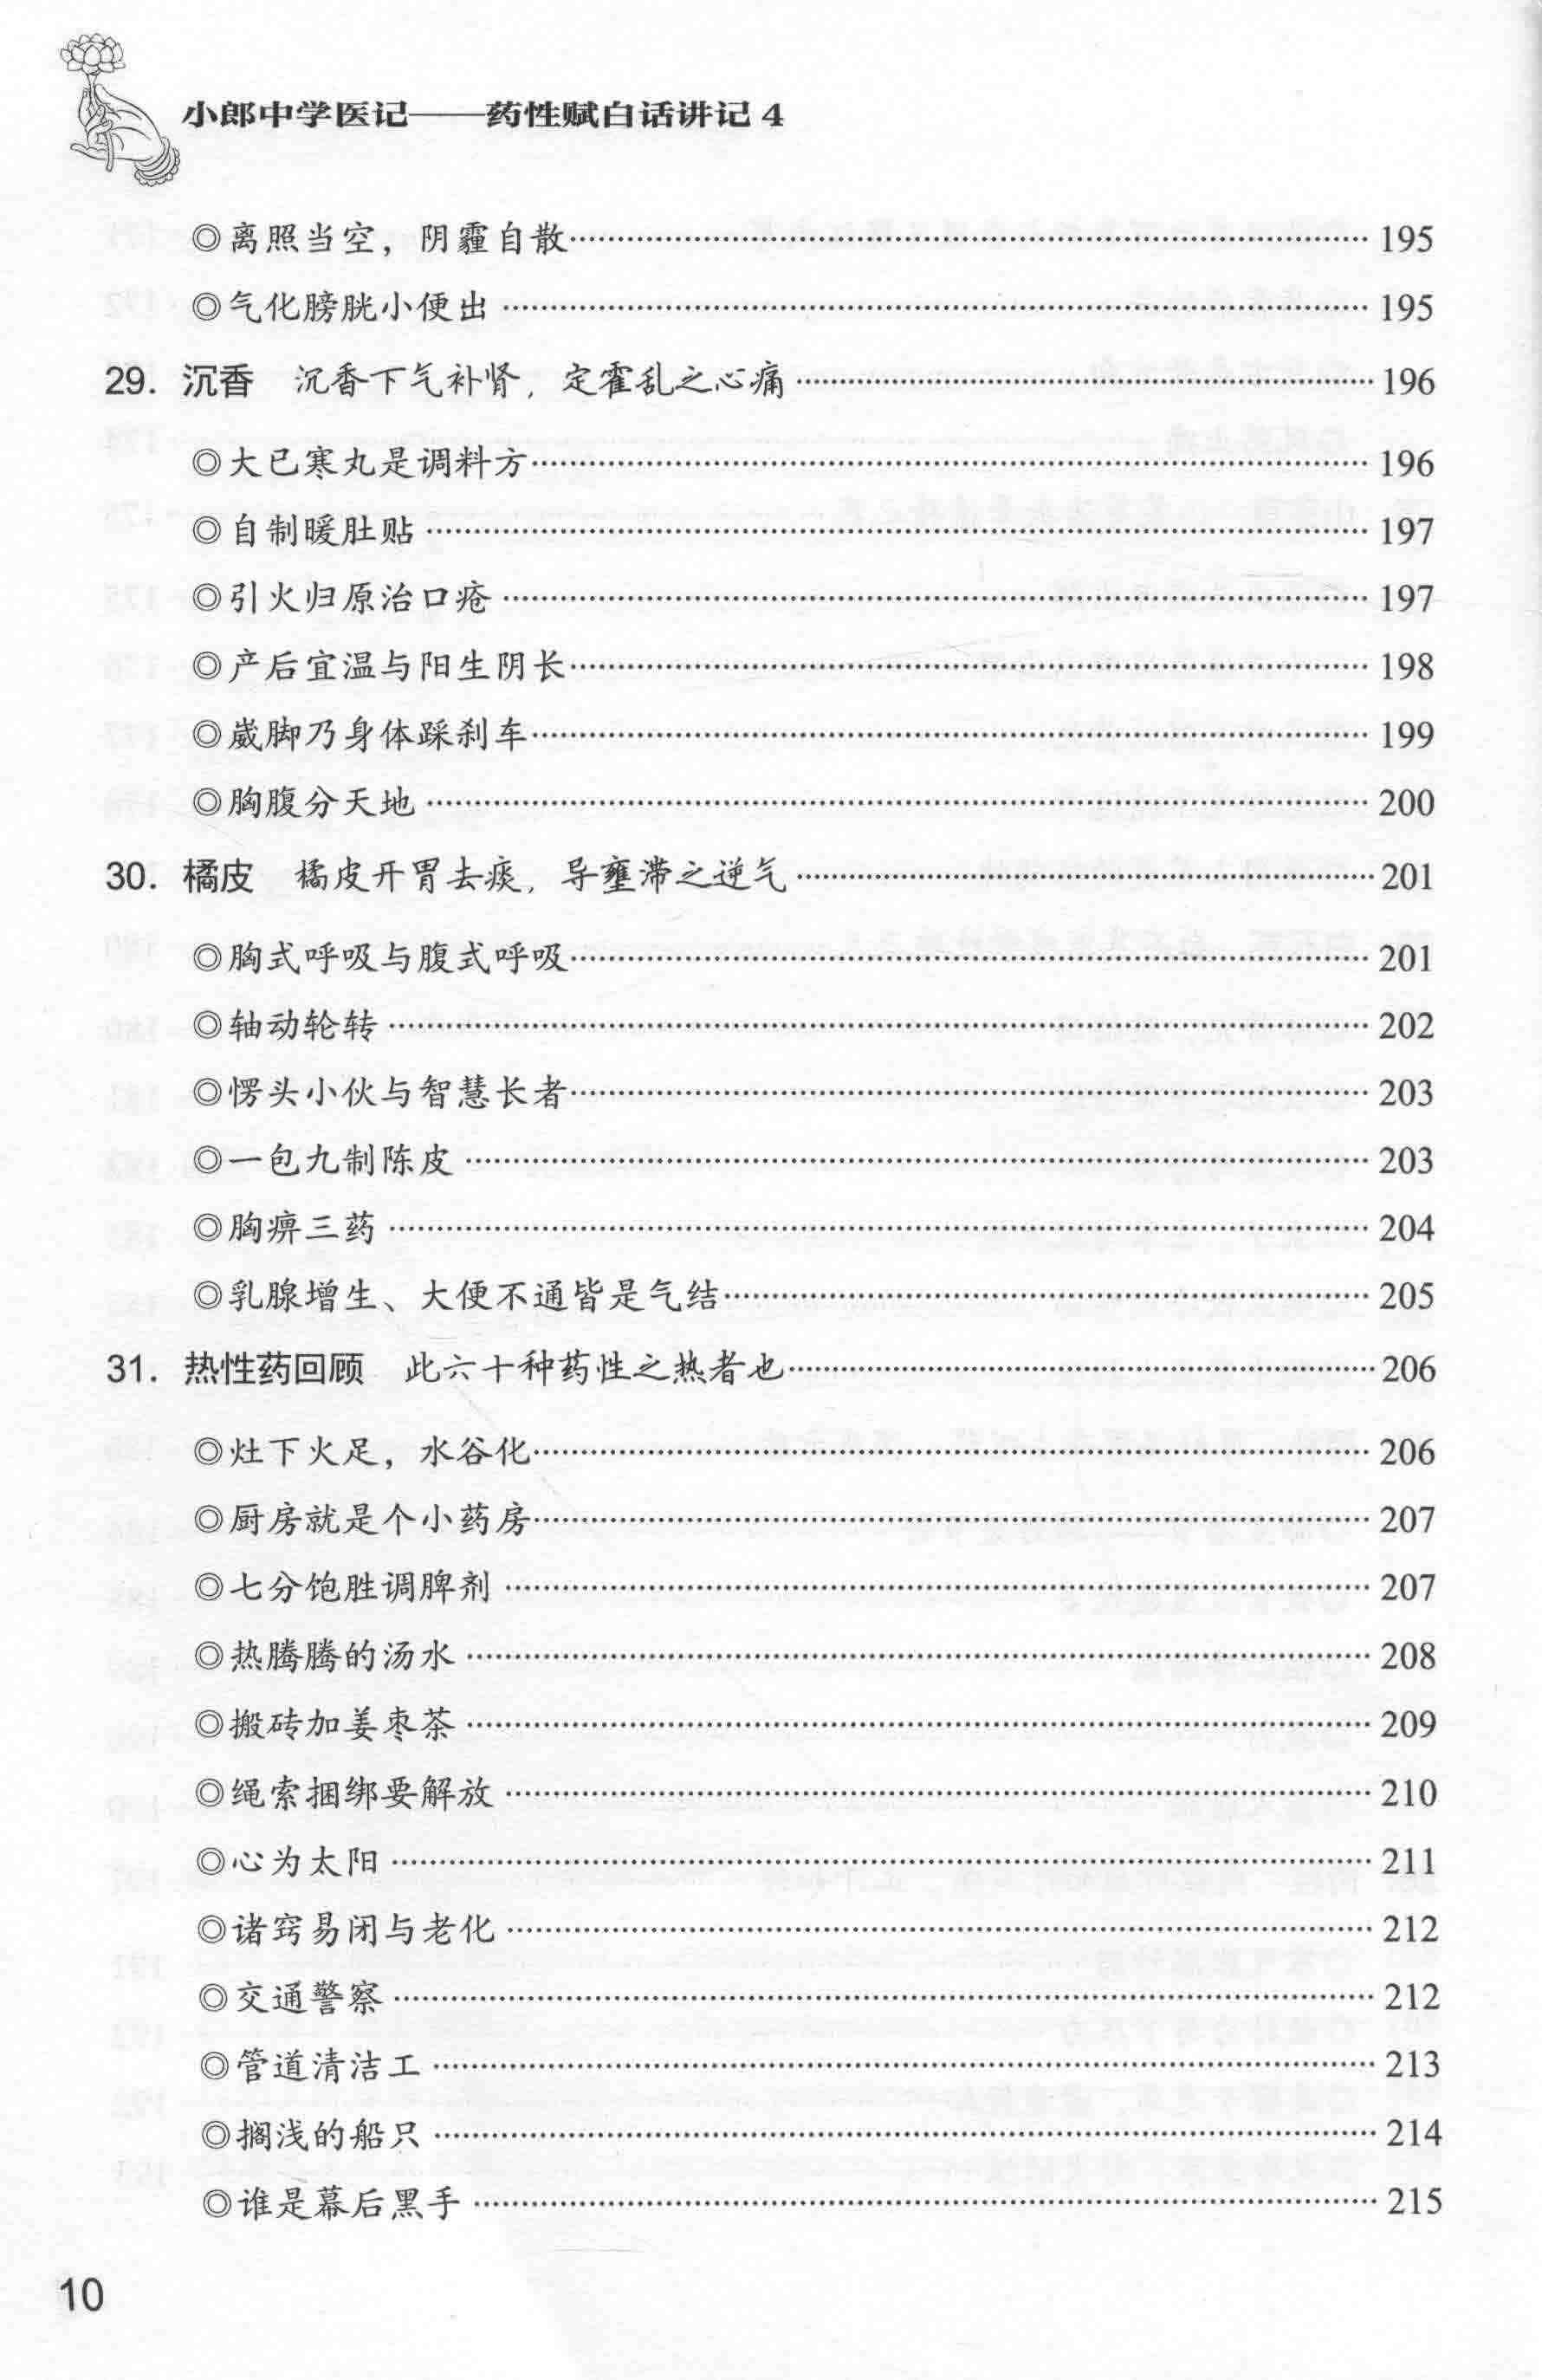 小郎中学医记——药性赋白话讲记4
◎离照当空，阴霾自散……195
◎气化膀胱小便出……195
29. 沉香 沉香下气补肾，定霍乱之心痛……196
◎大已寒丸是调料方……196
◎自制暖肚贴……197
◎引火归原治口疮……197
◎产后宜温与阳生阴长……198
◎崴脚乃身体踩刹车……199
◎胸腹分天地……200
30. 橘皮 橘皮开胃去痰，导壅滞之逆气……201
◎胸式呼吸与腹式呼吸……201
◎轴动轮转……202
◎愣头小伙与智慧长者……203
◎一包九制陈皮……203
◎胸痹三药……204
◎乳腺增生、大便不通皆是气结……205
31. 热性药回顾 此六十种药性之热者也……206
◎灶下火足，水谷化……206
◎厨房就是个小药房……207
◎七分饱胜调脾剂……207
◎热腾腾的汤水……208
◎搬砖加姜枣茶……209
◎绳索捆绑要解放……210
◎心为太阳……211
◎诸窍易闭与老化……212
◎交通警察……212
◎管道清洁工……213
◎搁浅的船只……214
◎谁是幕后黑手……215
10